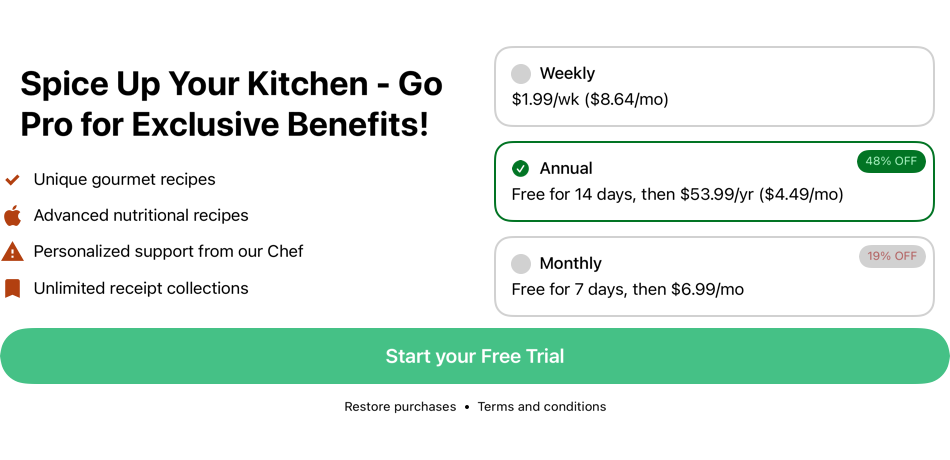 Spice Up Your Kitchen - Go
Pro for Exclusive Benefits!
Unique gourmet recipes
Advanced nutritional recipes
Personalized support from our Chef
Unlimited receipt collections
Weekly
$1.99/wk ($8.64/mo)
Annual
48% OFF
Free for 14 days, then $53.99/yr ($4.49/mo)
Monthly
19% OFF
Free for 7 days, then $6.99/mo
Start your Free Trial
Restore purchases • Terms and conditions